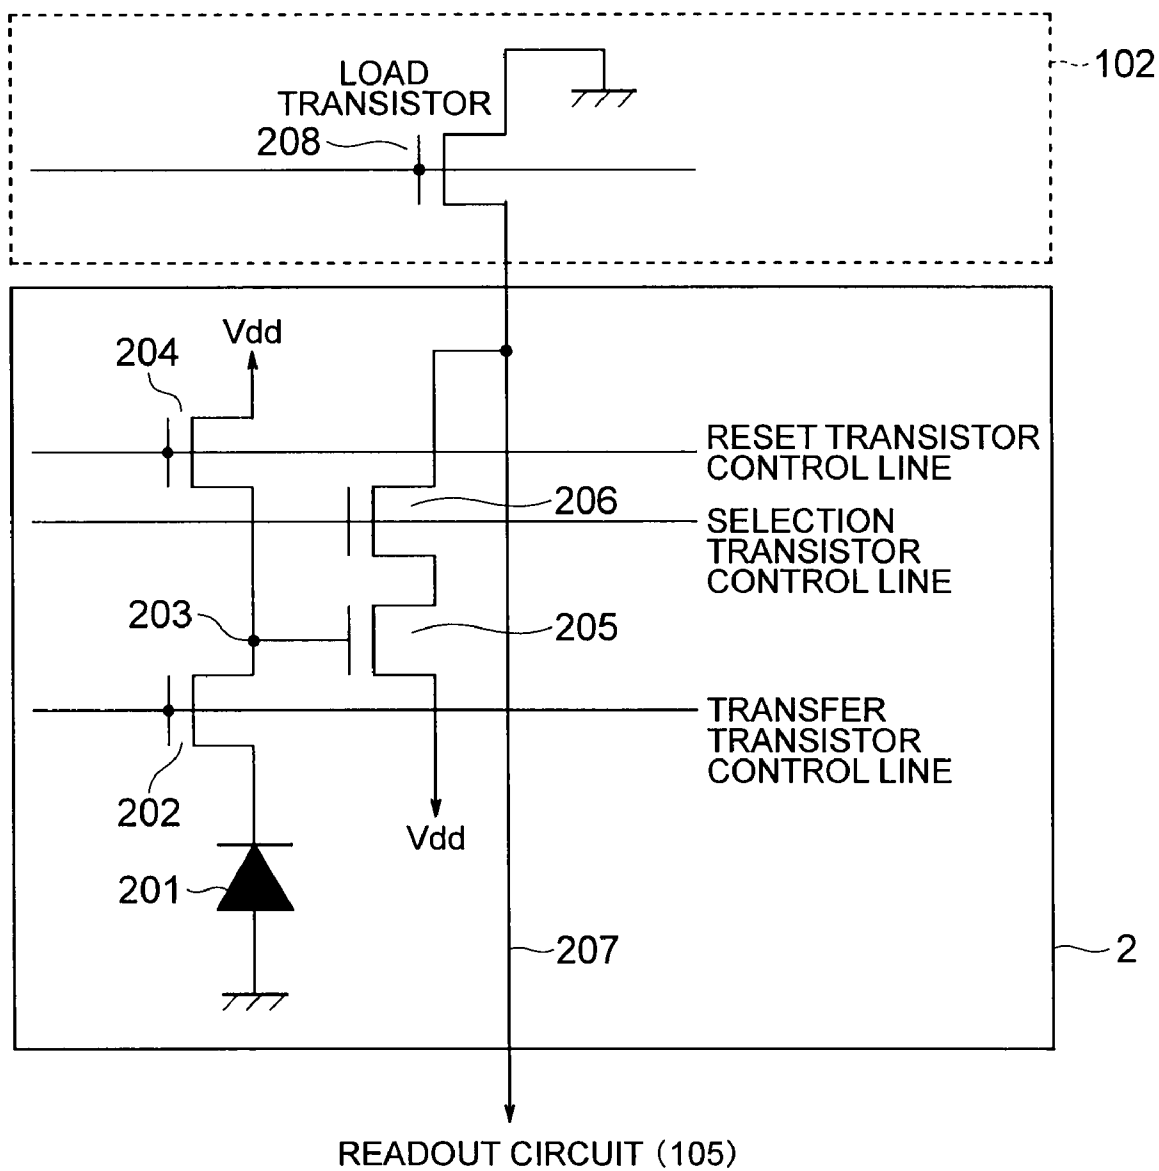 102
LOAD
TRANSISTOR
208
Vdd
204
RESET TRANSISTOR
CONTROL LINE
206
SELECTION
TRANSISTOR
CONTROL LINE
203
205
TRANSFER
TRANSISTOR
CONTROL LINE
202
Vdd
201
207
2
READOUT CIRCUIT (105)